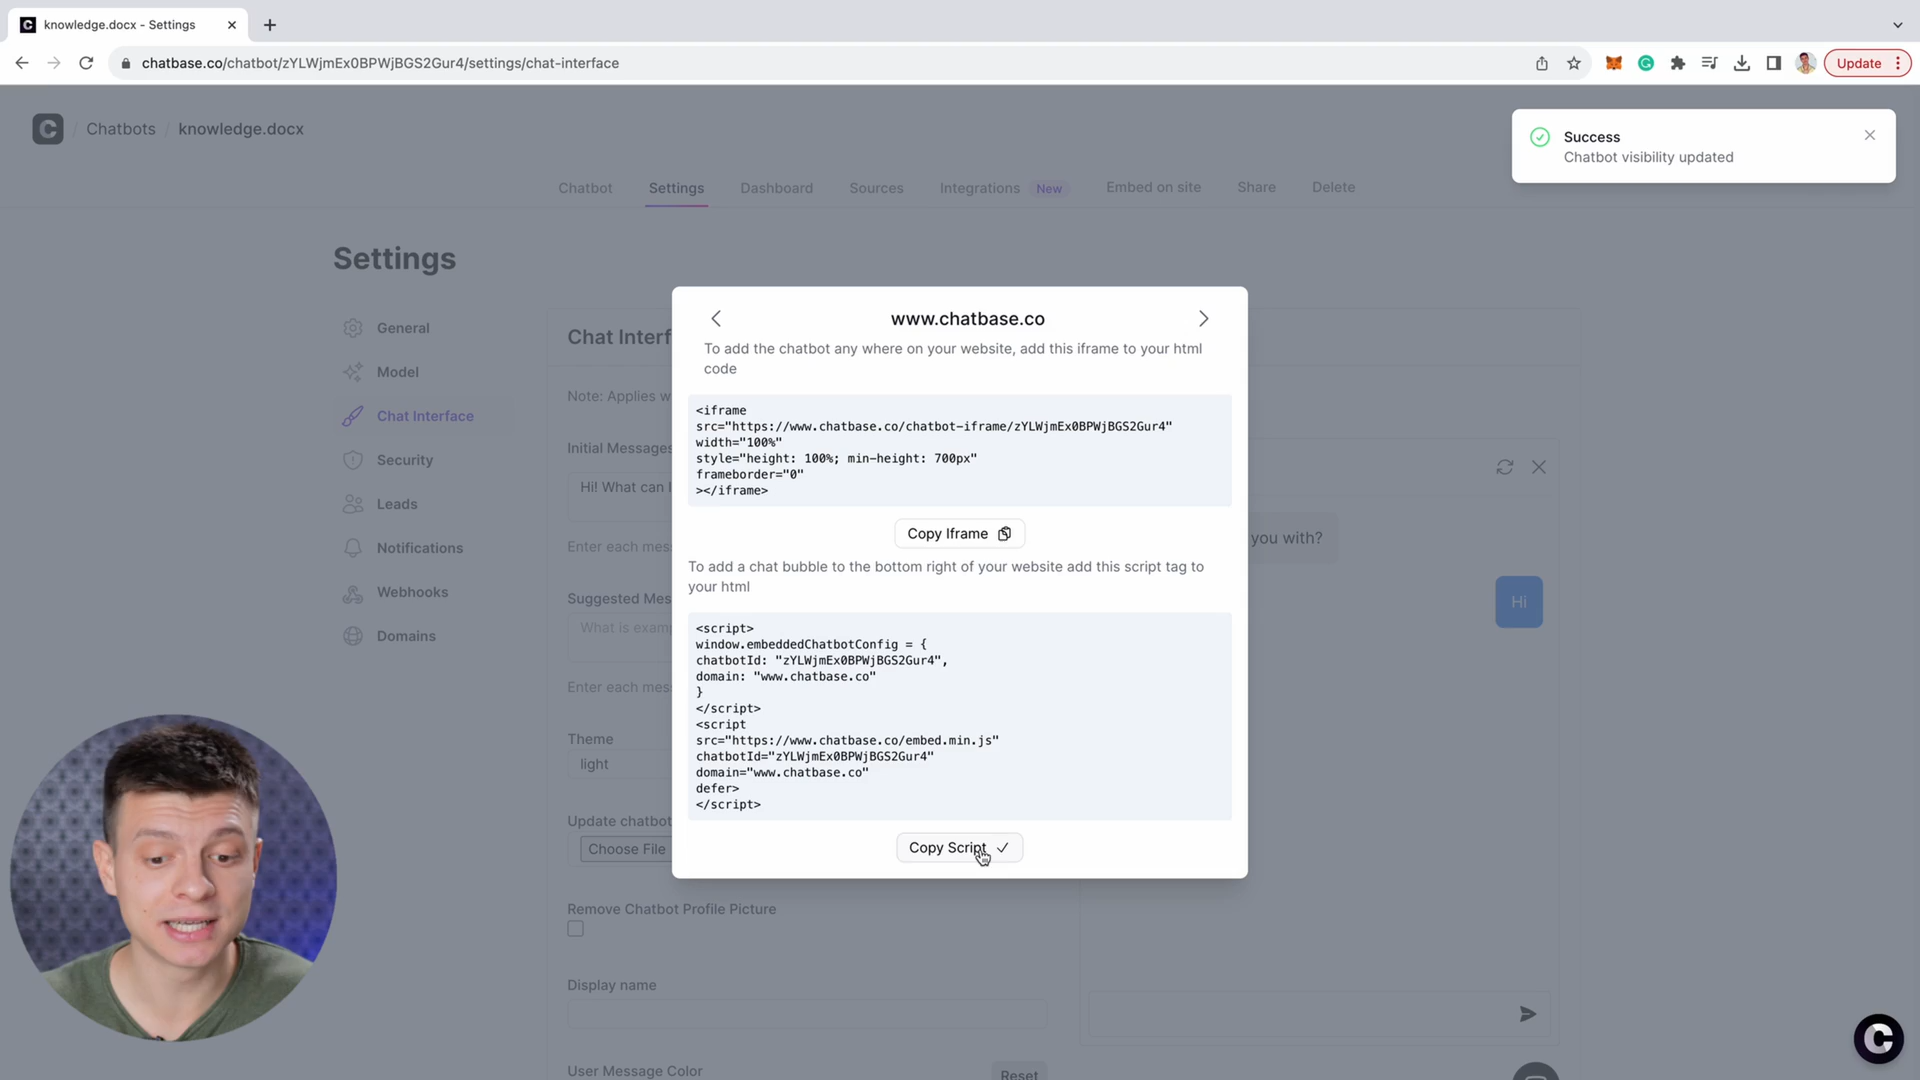 knowledge.docx - Settings
chatbase.co/chatbot/zYLWjmEx0BPWjBGS2Gur4/settings/chat-interface
Update
Chatbots / knowledge.docx
Success
Chatbot visibility updated
Chatbot
Settings
Dashboard
Sources
Integrations New
Embed on site
Share
Delete
Settings
General
Model
Chat Interface
Security
Leads
Notifications
Webhooks
Domains
Chat Interf
Note: Applies w
Initial Messages
Hi! What can I
Enter each mess
Suggested Mes
What is examp
Enter each mess
Theme
light
Update chatbot
Choose File
Remove Chatbot Profile Picture
Display name
User Message Color
Reset
www.chatbase.co
To add the chatbot any where on your website, add this iframe to your html
code
<iframe
src="https://www.chatbase.co/chatbot-iframe/zYLWjmEx0BPWjBGS2Gur4"
width="100%"
style="height: 100%; min-height: 700px"
frameborder="0"
></iframe>
Copy Iframe
To add a chat bubble to the bottom right of your website add this script tag to
your html
<script>
window.embeddedChatbotConfig = {
chatbotId: "zYLWjmEx0BPWjBGS2Gur4",
domain: "www.chatbase.co"
}
</script>
<script
src="https://www.chatbase.co/embed.min.js"
chatbotId="zYLWjmEx0BPWjBGS2Gur4"
domain="www.chatbase.co"
defer>
</script>
Copy Script
you with?
Hi